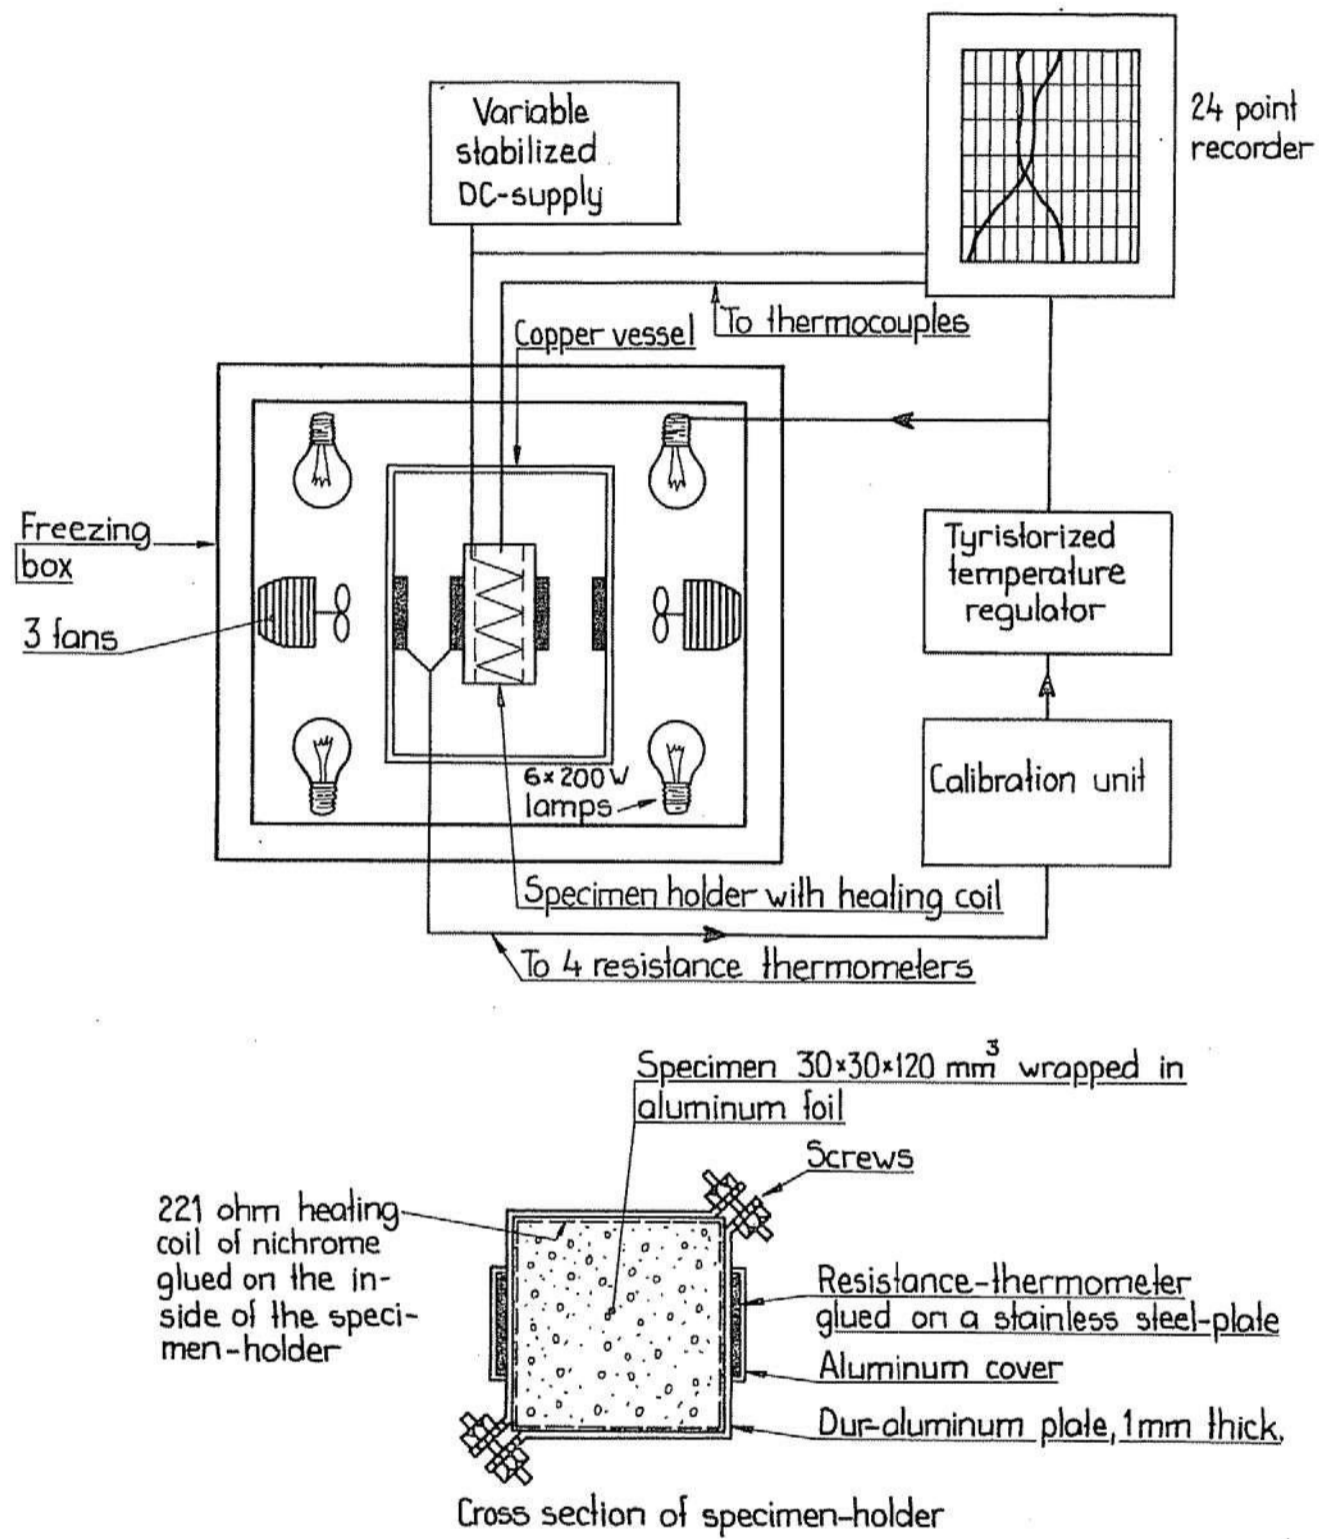 Variable
stabilized
DC-supply
24 point
recorder
To thermocouples
Copper vessel
Freezing
box
3 fans
Tyristorized
temperature
regulator
Calibration unit
6×200W
lamps
Specimen holder with heating coil
To 4 resistance thermometers
Specimen 30×30×120 mm³ wrapped in
aluminum foil
Screws
221 ohm heating
coil of nichrome
glued on the in-
side of the speci-
men-holder
Resistance-thermometer
glued on a stainless steel-plate
Aluminum cover
Dur-aluminum plate, 1mm thick.
Cross section of specimen-holder